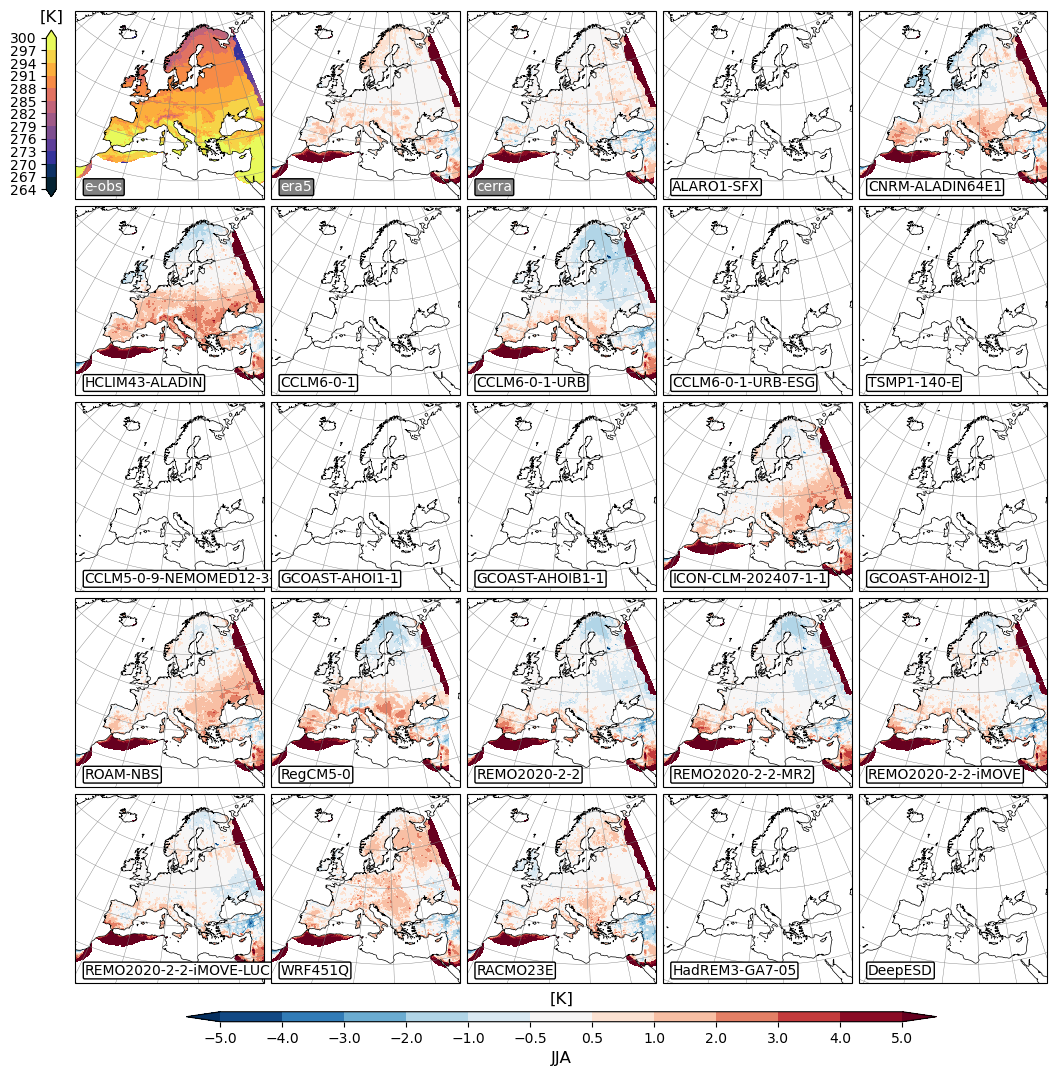 [K]
300
297
294
291
288
285
282
279
276
273
270
267
264
e-obs
era5
cerra
ALARO1-SFX
CNRM-ALADIN64E1
HCLIM43-ALADIN
CCLM6-0-1
CCLM6-0-1-URB
CCLM6-0-1-URB-ESG
TSMP1-140-E
CCLM5-0-9-NEMOMED12-3-
GCOAST-AHOI1-1
GCOAST-AHOIB1-1
ICON-CLM-202407-1-1
GCOAST-AHOI2-1
ROAM-NBS
RegCM5-0
REMO2020-2-2
REMO2020-2-2-MR2
REMO2020-2-2-iMOVE
REMO2020-2-2-iMOVE-LUC
WRF451Q
RACMO23E
HadREM3-GA7-05
DeepESD
[K]
−5.0 −4.0 −3.0 −2.0 −1.0 −0.5 0.5 1.0 2.0 3.0 4.0 5.0
JJA